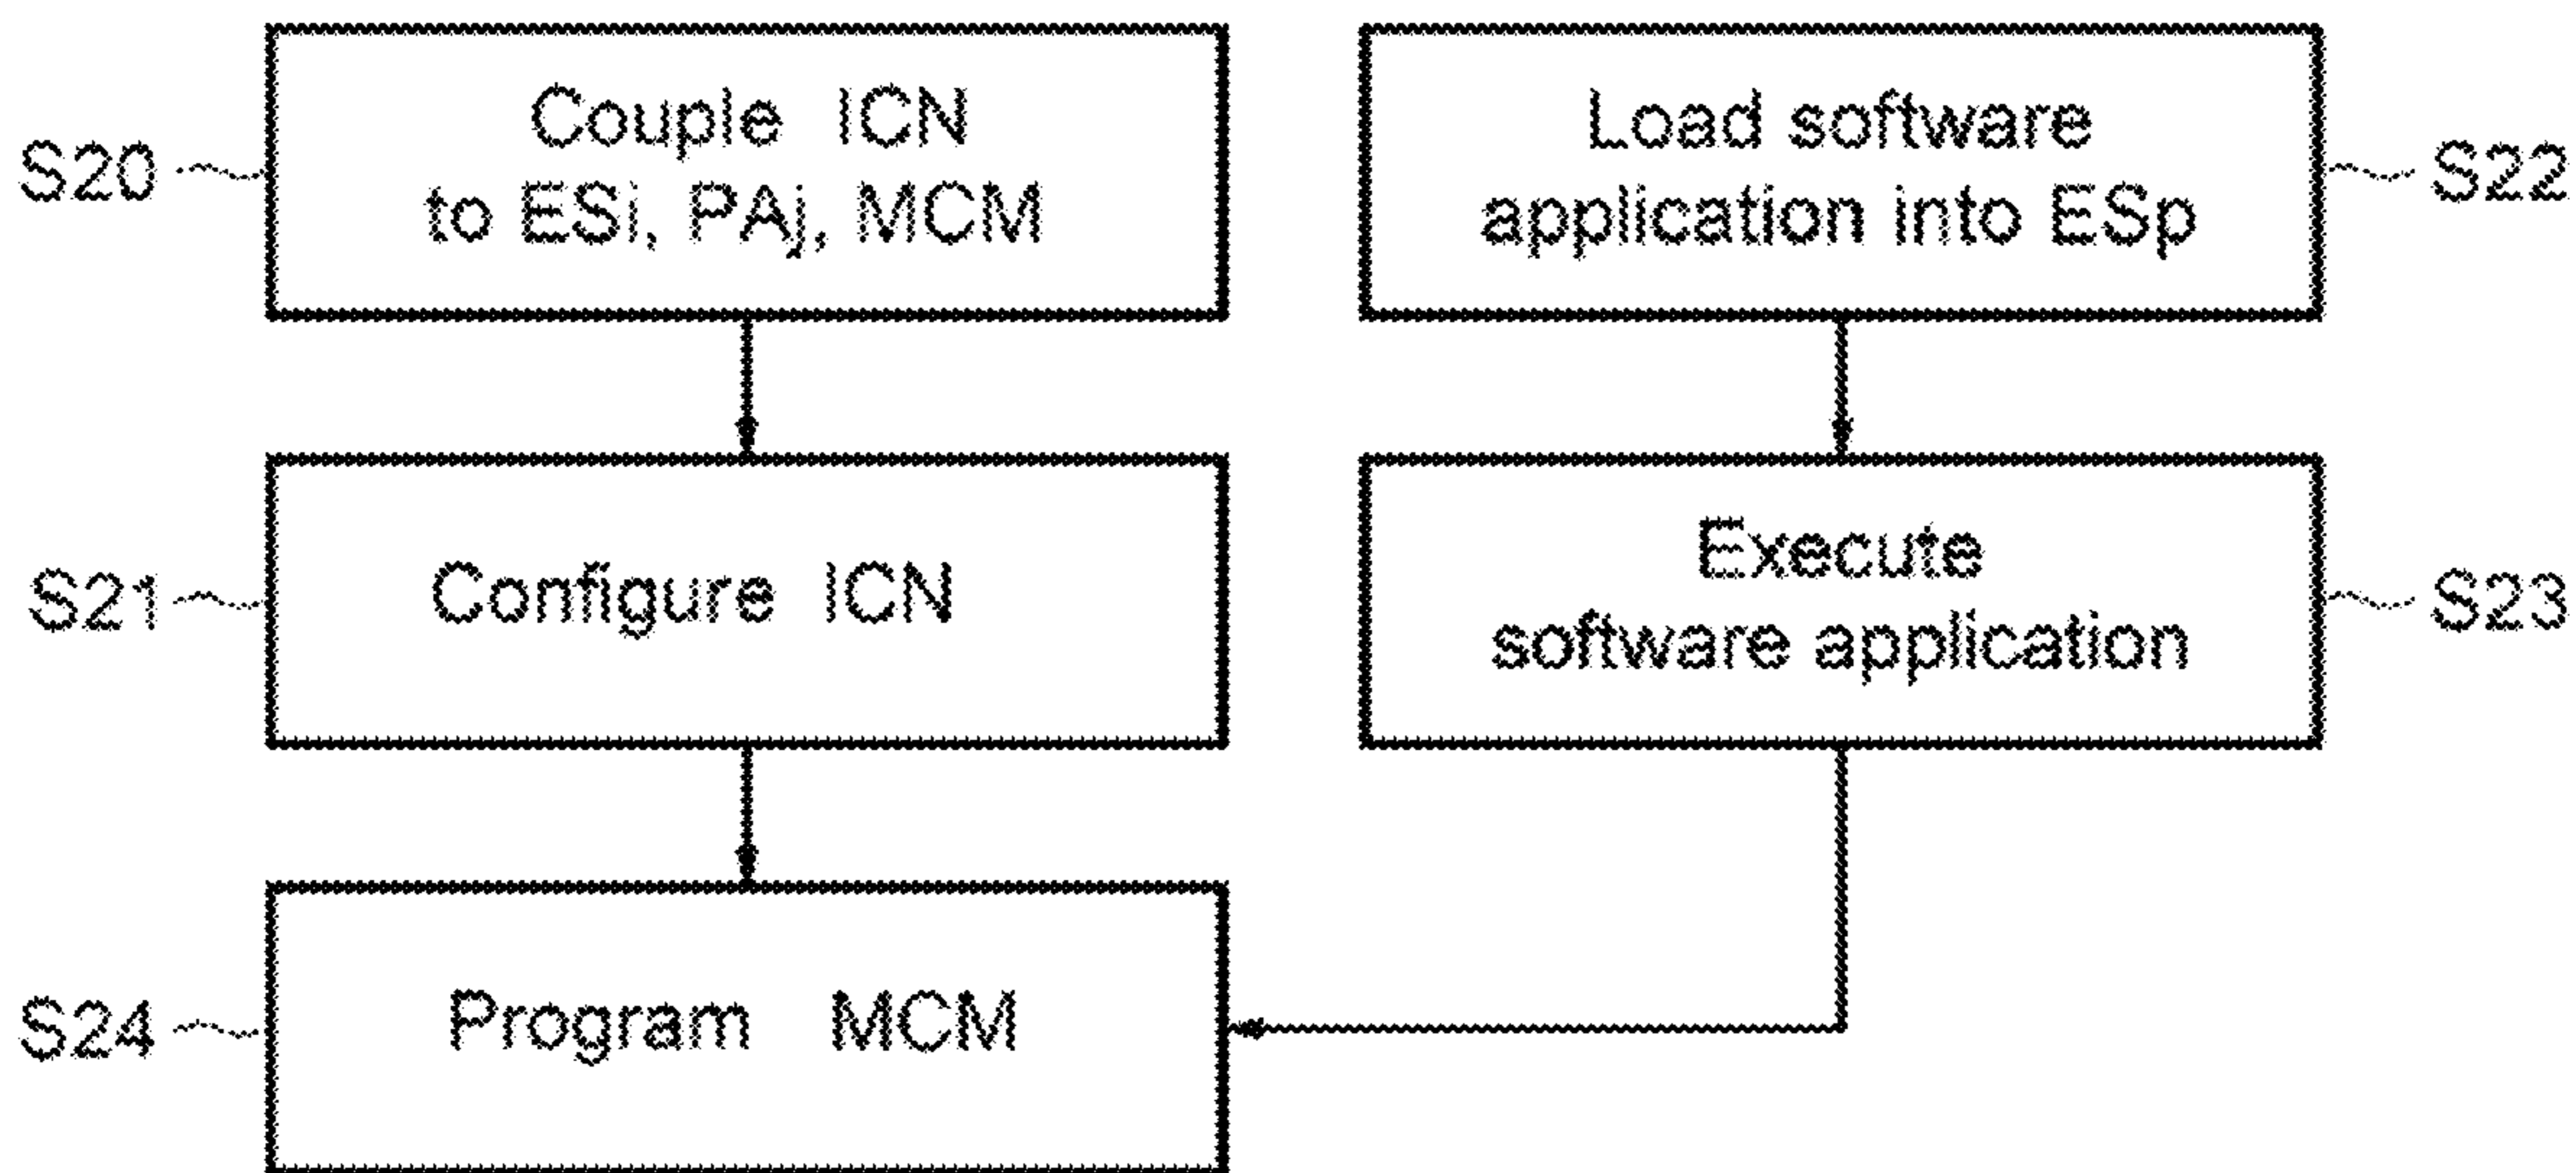 S20
Couple ICN
to ESi, PAj, MCM
Load software
application into ESp
S22
S21
Configure ICN
Execute
software application
S23
S24
Program MCM